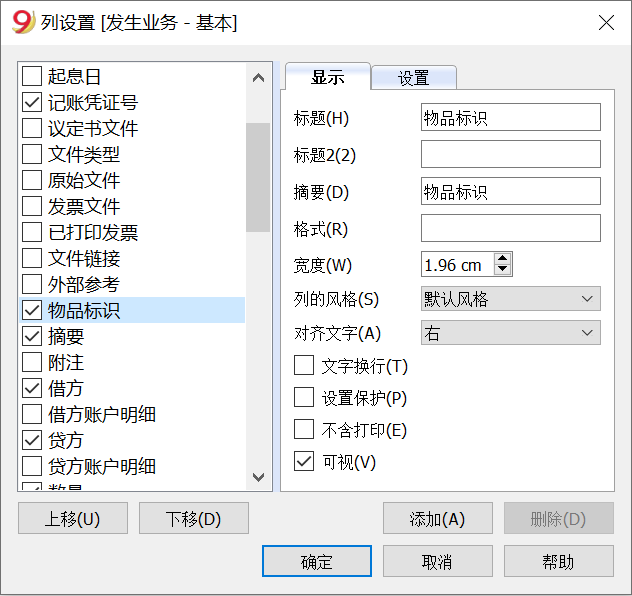 列设置 [发生业务 - 基本]
起息日
记账凭证号
议定书文件
文件类型
原始文件
发票文件
已打印发票
文件链接
外部参考
物品标识
摘要
附注
借方
借方账户明细
贷方
贷方账户明细
数量
显示
设置
标题(H)
物品标识
标题2(2)
摘要(D)
物品标识
格式(R)
宽度(W)
1.96 cm
列的风格(S)
默认风格
对齐文字(A)
右
文字换行(T)
设置保护(P)
不含打印(E)
可视(V)
上移(U)
下移(D)
添加(A)
删除(D)
确定
取消
帮助